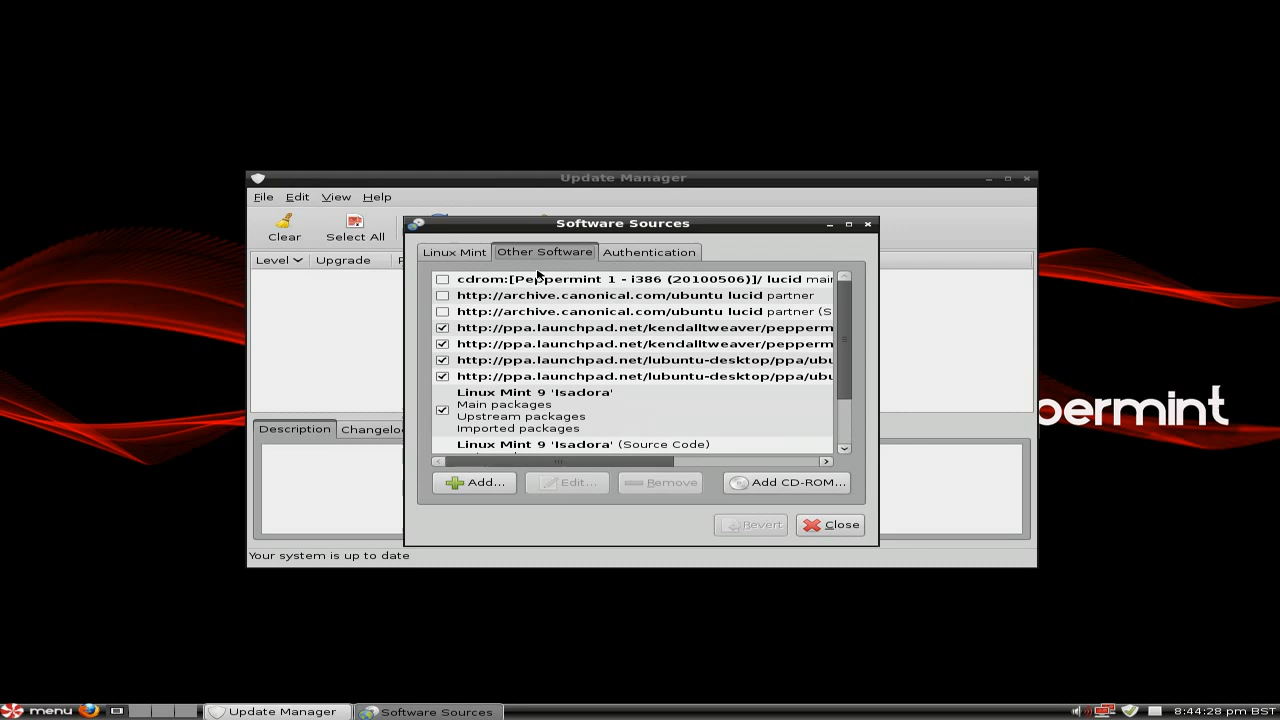 Update Manager
File Edit View Help
Clear Select All
Level Upgrade
Software Sources
Linux Mint Other Software Authentication
cdrom:[Peppermint 1 - i386 (20100506)]/ lucid mair
http://archive.canonical.com/ubuntu lucid partner
http://archive.canonical.com/ubuntu lucid partner (S
http://ppa.launchpad.net/kendalltweaver/pepperm
http://ppa.launchpad.net/kendalltweaver/pepperm
http://ppa.launchpad.net/lubuntu-desktop/ppa/ubu
http://ppa.launchpad.net/lubuntu-desktop/ppa/ubu
Linux Mint 9 'Isadora'
Main packages
Upstream packages
Imported packages
Linux Mint 9 'Isadora' (Source Code)
Add... Edit... Remove Add CD-ROM...
Revert Close
Description Changelo
Your system is up to date
permint
menu Update Manager Software Sources 8:44:28 pm BST